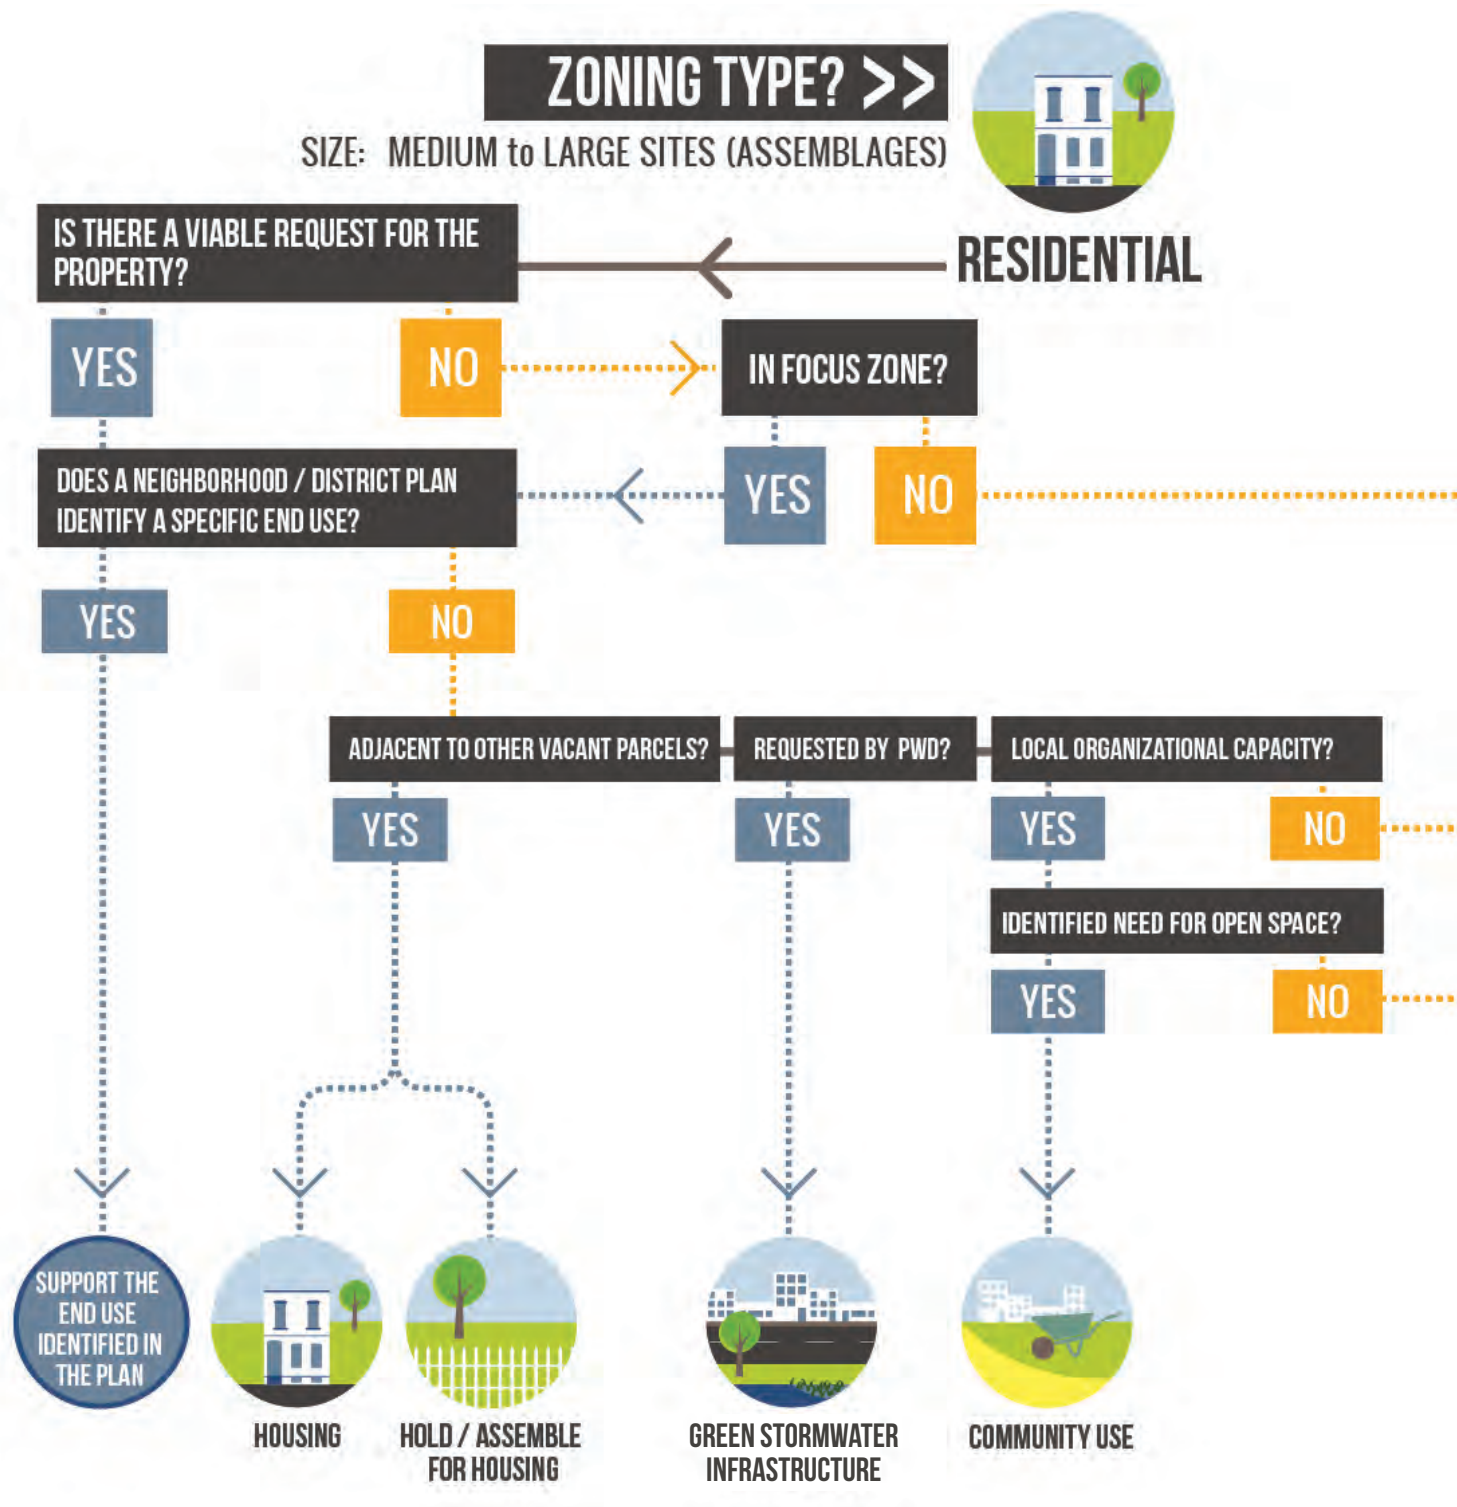 ZONING TYPE? >>
SIZE: MEDIUM to LARGE SITES (ASSEMBLAGES)
RESIDENTIAL
IS THERE A VIABLE REQUEST FOR THE
PROPERTY?
YES
NO
IN FOCUS ZONE?
YES
NO
DOES A NEIGHBORHOOD / DISTRICT PLAN
IDENTIFY A SPECIFIC END USE?
YES
NO
ADJACENT TO OTHER VACANT PARCELS?
REQUESTED BY PWD?
LOCAL ORGANIZATIONAL CAPACITY?
YES
YES
YES
NO
IDENTIFIED NEED FOR OPEN SPACE?
YES
NO
SUPPORT THE
END USE
IDENTIFIED IN
THE PLAN
HOUSING
HOLD / ASSEMBLE
FOR HOUSING
GREEN STORMWATER
INFRASTRUCTURE
COMMUNITY USE